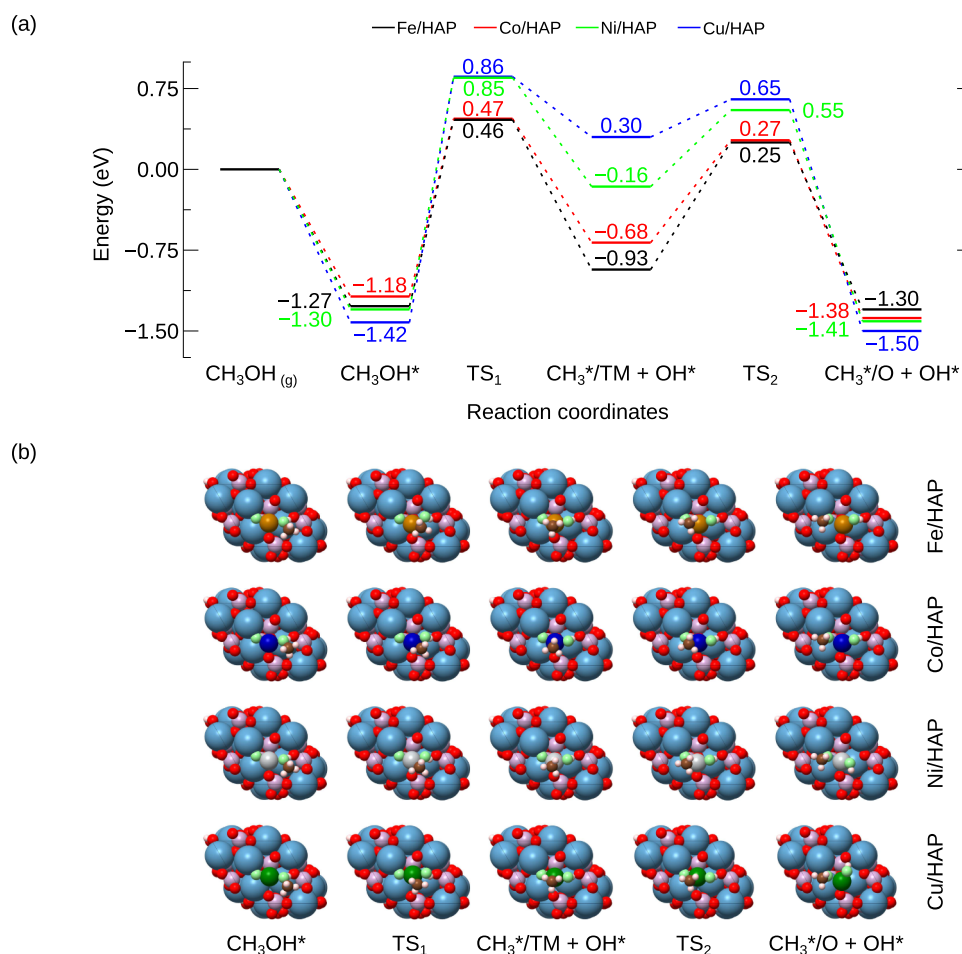 (a)
Fe/HAP Co/HAP Ni/HAP Cu/HAP
Energy (eV)
0.75
0.00
−0.75
−1.50
−1.18
−1.27
−1.30
−1.42
0.86
0.85
0.47
0.46
0.30
−0.16
−0.68
−0.93
0.65
0.55
0.27
0.25
−1.30
−1.38
−1.41
−1.50
CH₃OH (g) CH₃OH* TS₁ CH₃*/TM + OH* TS₂ CH₃*/O + OH*
Reaction coordinates
(b)
Fe/HAP
Co/HAP
Ni/HAP
Cu/HAP
CH₃OH* TS₁ CH₃*/TM + OH* TS₂ CH₃*/O + OH*